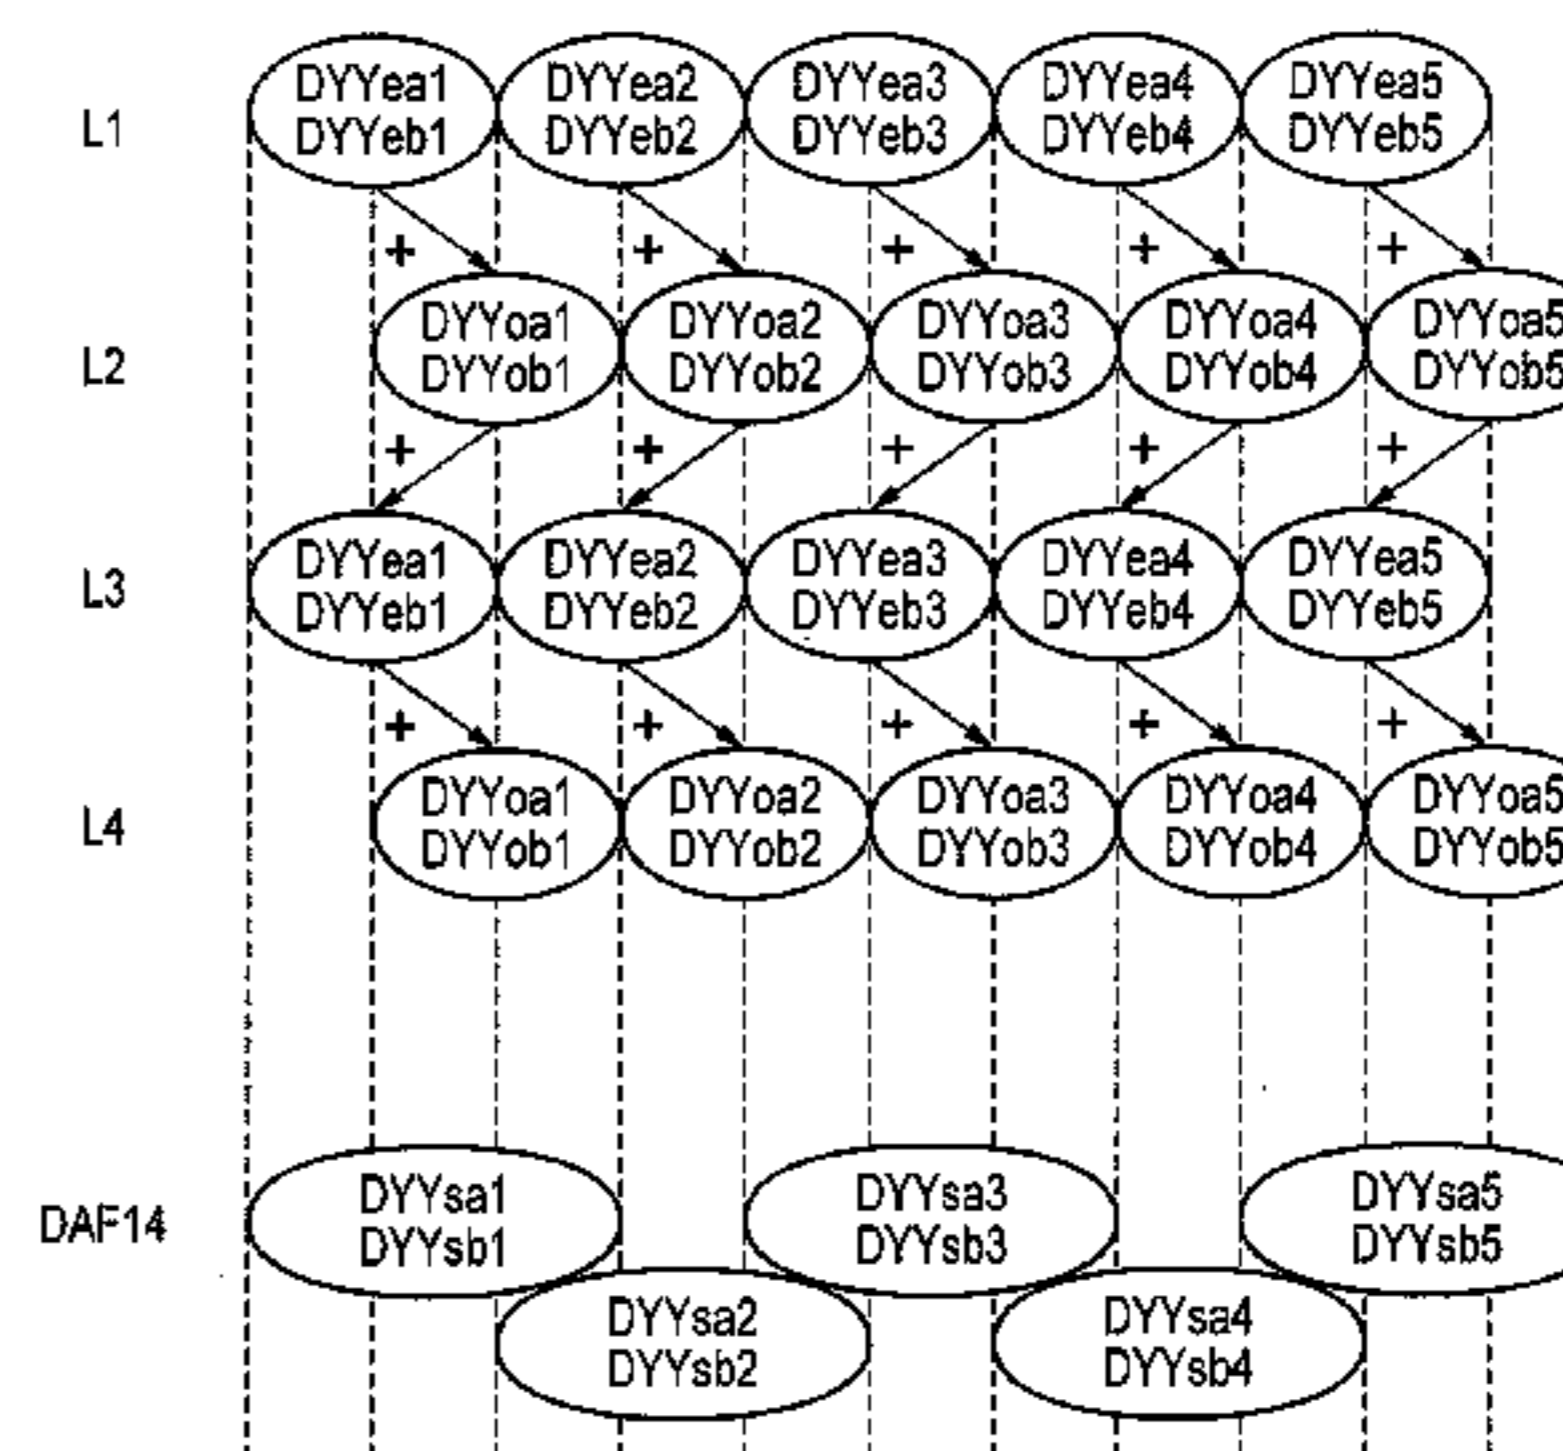 L1
DYYea1 DYYea2 DYYea3 DYYea4 DYYea5
DYYeb1 DYYeb2 DYYeb3 DYYeb4 DYYeb5
+ + + + +
L2
DYYoa1 DYYoa2 DYYoa3 DYYoa4 DYYoa5
DYYob1 DYYob2 DYYob3 DYYob4 DYYob5
+ + + + +
L3
DYYea1 DYYea2 DYYea3 DYYea4 DYYea5
DYYeb1 DYYeb2 DYYeb3 DYYeb4 DYYeb5
+ + + + +
L4
DYYoa1 DYYoa2 DYYoa3 DYYoa4 DYYoa5
DYYob1 DYYob2 DYYob3 DYYob4 DYYob5
DAF14
DYYsa1 DYYsa3 DYYsa5
DYYsb1 DYYsb3 DYYsb5
DYYsa2 DYYsa4
DYYsb2 DYYsb4